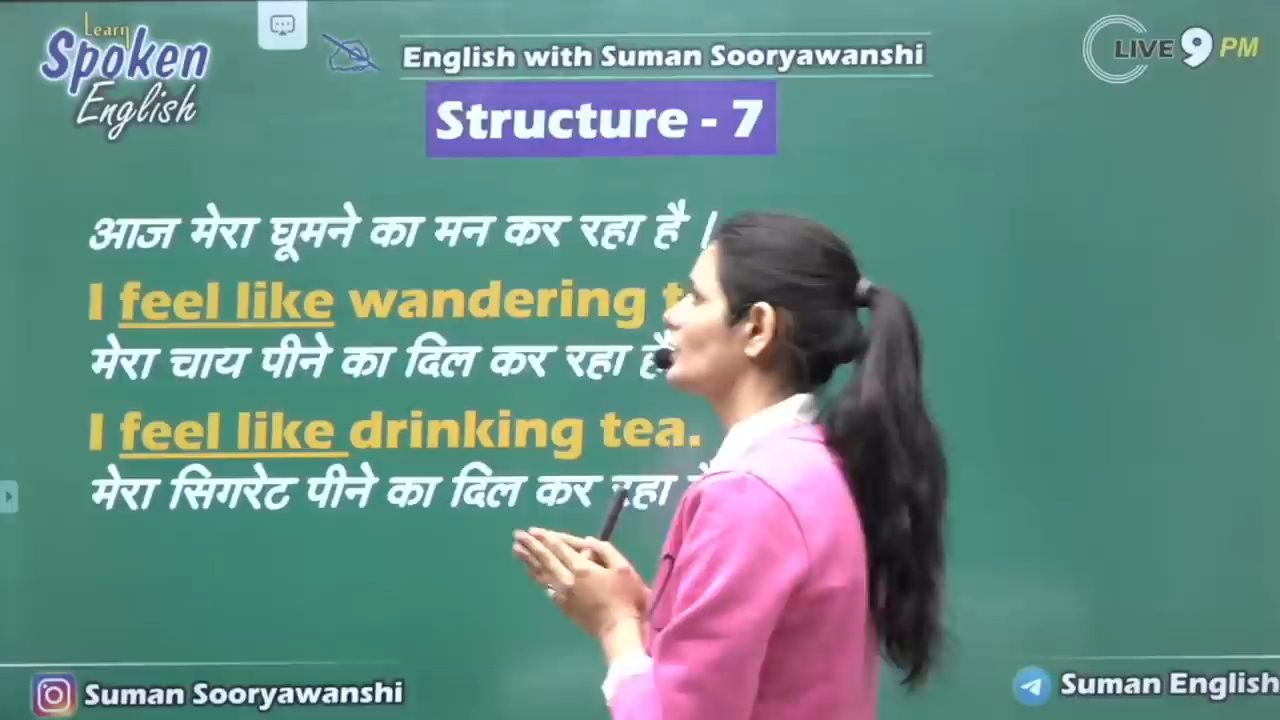 Learn
Spoken
English
English with Suman Sooryawanshi
LIVE 9 PM
Structure - 7
आज मेरा घूमने का मन कर रहा है ।
I feel like wandering
मेरा चाय पीने का दिल कर रहा
I feel like drinking tea.
मेरा सिगरेट पीने का दिल कर रहा
Suman Sooryawanshi
Suman English